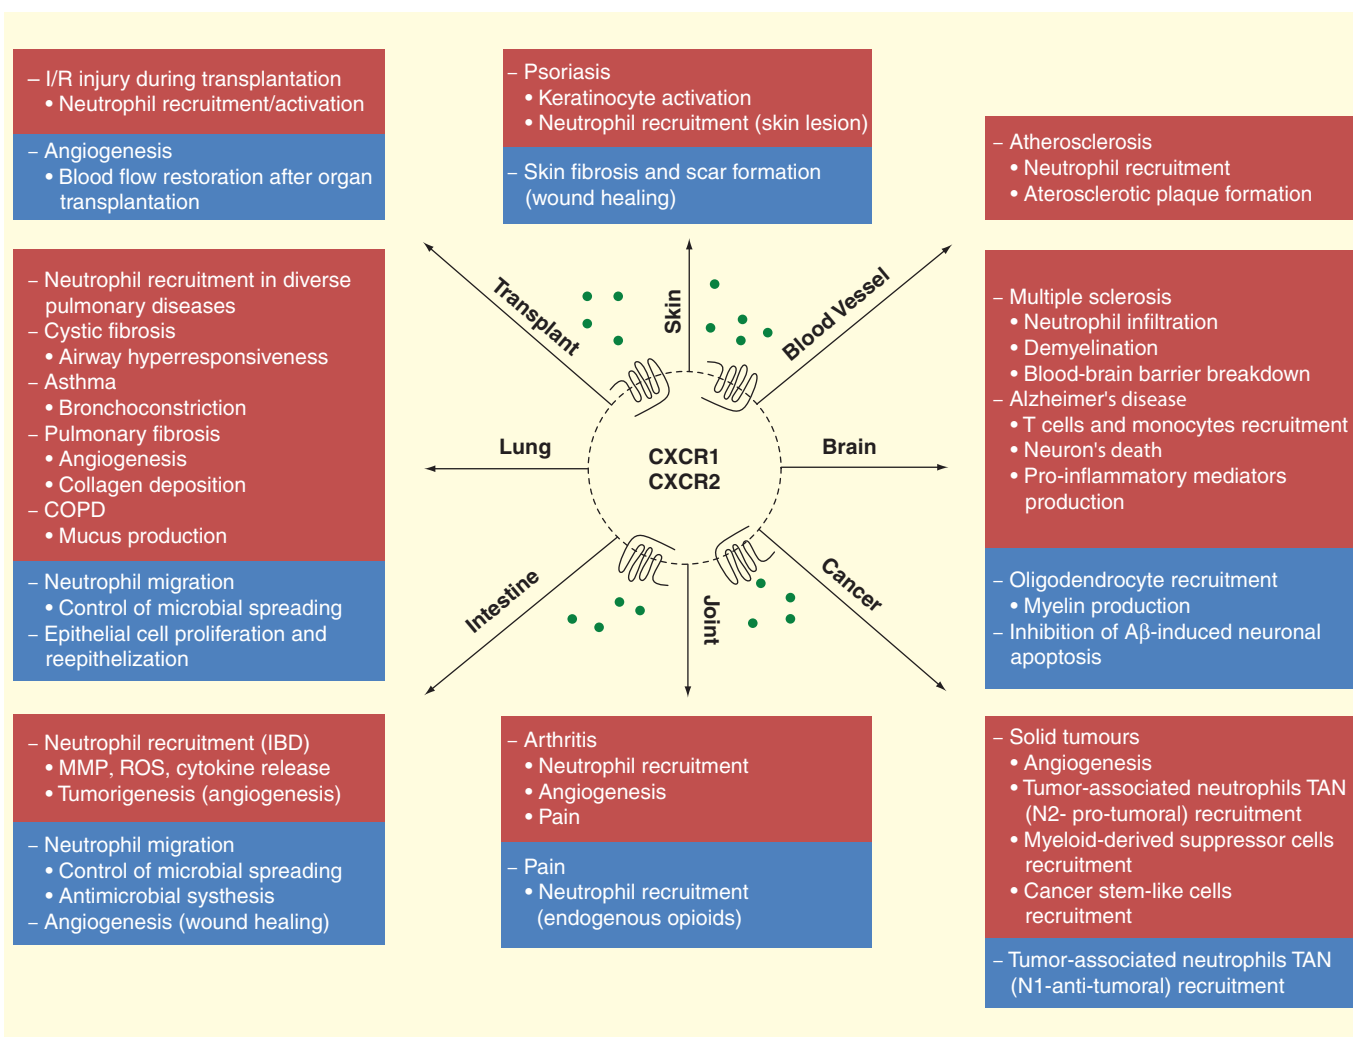 – I/R injury during transplantation
• Neutrophil recruitment/activation
– Angiogenesis
• Blood flow restoration after organ
transplantation
– Psoriasis
• Keratinocyte activation
• Neutrophil recruitment (skin lesion)
– Skin fibrosis and scar formation
(wound healing)
– Atherosclerosis
• Neutrophil recruitment
• Aterosclerotic plaque formation
– Neutrophil recruitment in diverse
pulmonary diseases
– Cystic fibrosis
• Airway hyperresponsiveness
– Asthma
• Bronchoconstriction
– Pulmonary fibrosis
• Angiogenesis
• Collagen deposition
– COPD
• Mucus production
– Neutrophil migration
• Control of microbial spreading
– Epithelial cell proliferation and
reepithelization
Transplant
Skin
Blood Vessel
Lung
CXCR1
CXCR2
Brain
Intestine
Joint
Cancer
– Multiple sclerosis
• Neutrophil infiltration
• Demyelination
• Blood-brain barrier breakdown
– Alzheimer's disease
• T cells and monocytes recruitment
• Neuron's death
• Pro-inflammatory mediators
production
– Oligodendrocyte recruitment
• Myelin production
– Inhibition of Aβ-induced neuronal
apoptosis
– Neutrophil recruitment (IBD)
• MMP, ROS, cytokine release
• Tumorigenesis (angiogenesis)
– Neutrophil migration
• Control of microbial spreading
• Antimicrobial systhesis
– Angiogenesis (wound healing)
– Arthritis
• Neutrophil recruitment
• Angiogenesis
• Pain
– Pain
• Neutrophil recruitment
(endogenous opioids)
– Solid tumours
• Angiogenesis
• Tumor-associated neutrophils TAN
(N2- pro-tumoral) recruitment
• Myeloid-derived suppressor cells
recruitment
• Cancer stem-like cells
recruitment
– Tumor-associated neutrophils TAN
(N1-anti-tumoral) recruitment